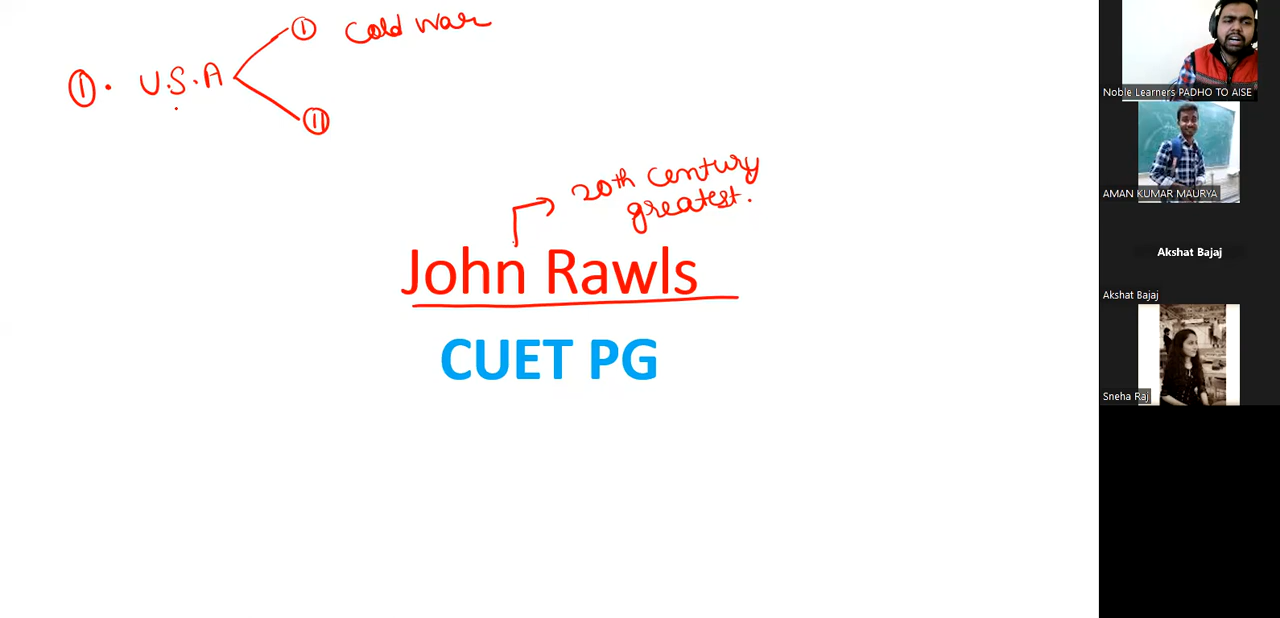 ① Cold War
①. U.S.A
⑪
20th century
greatest.
John Rawls
CUET PG
Noble Learners PADHO TO AISE
AMAN KUMAR MAURYA
Akshat Bajaj
Akshat Bajaj
Sneha Raj